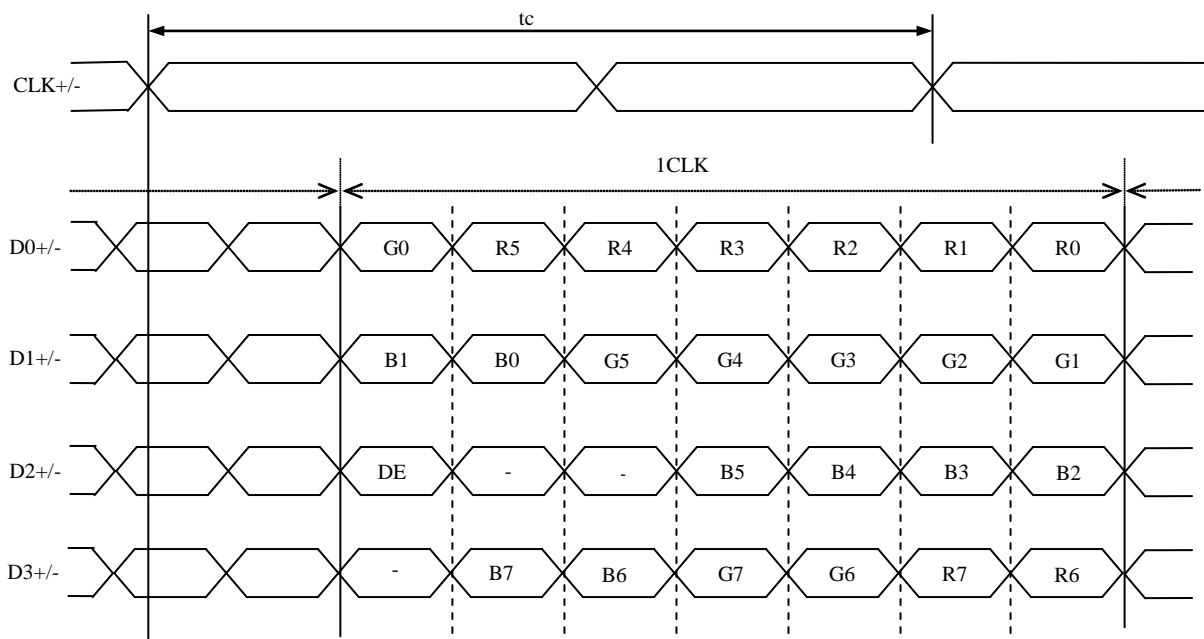 tc
CLK+/-
1CLK
D0+/- G0 R5 R4 R3 R2 R1 R0
D1+/- B1 B0 G5 G4 G3 G2 G1
D2+/- DE - - B5 B4 B3 B2
D3+/- - B7 B6 G7 G6 R7 R6